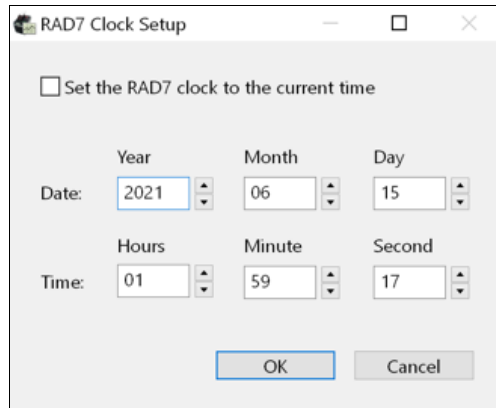 RAD7 Clock Setup
Set the RAD7 clock to the current time
Year Month Day
Date: 2021 06 15
Hours Minute Second
Time: 01 59 17
OK Cancel